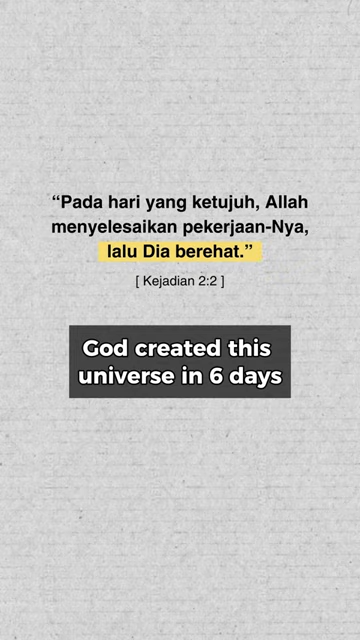 “Pada hari yang ketujuh, Allah
menyelesaikan pekerjaan-Nya,
lalu Dia berehat.”
[ Kejadian 2:2 ]
God created this
universe in 6 days